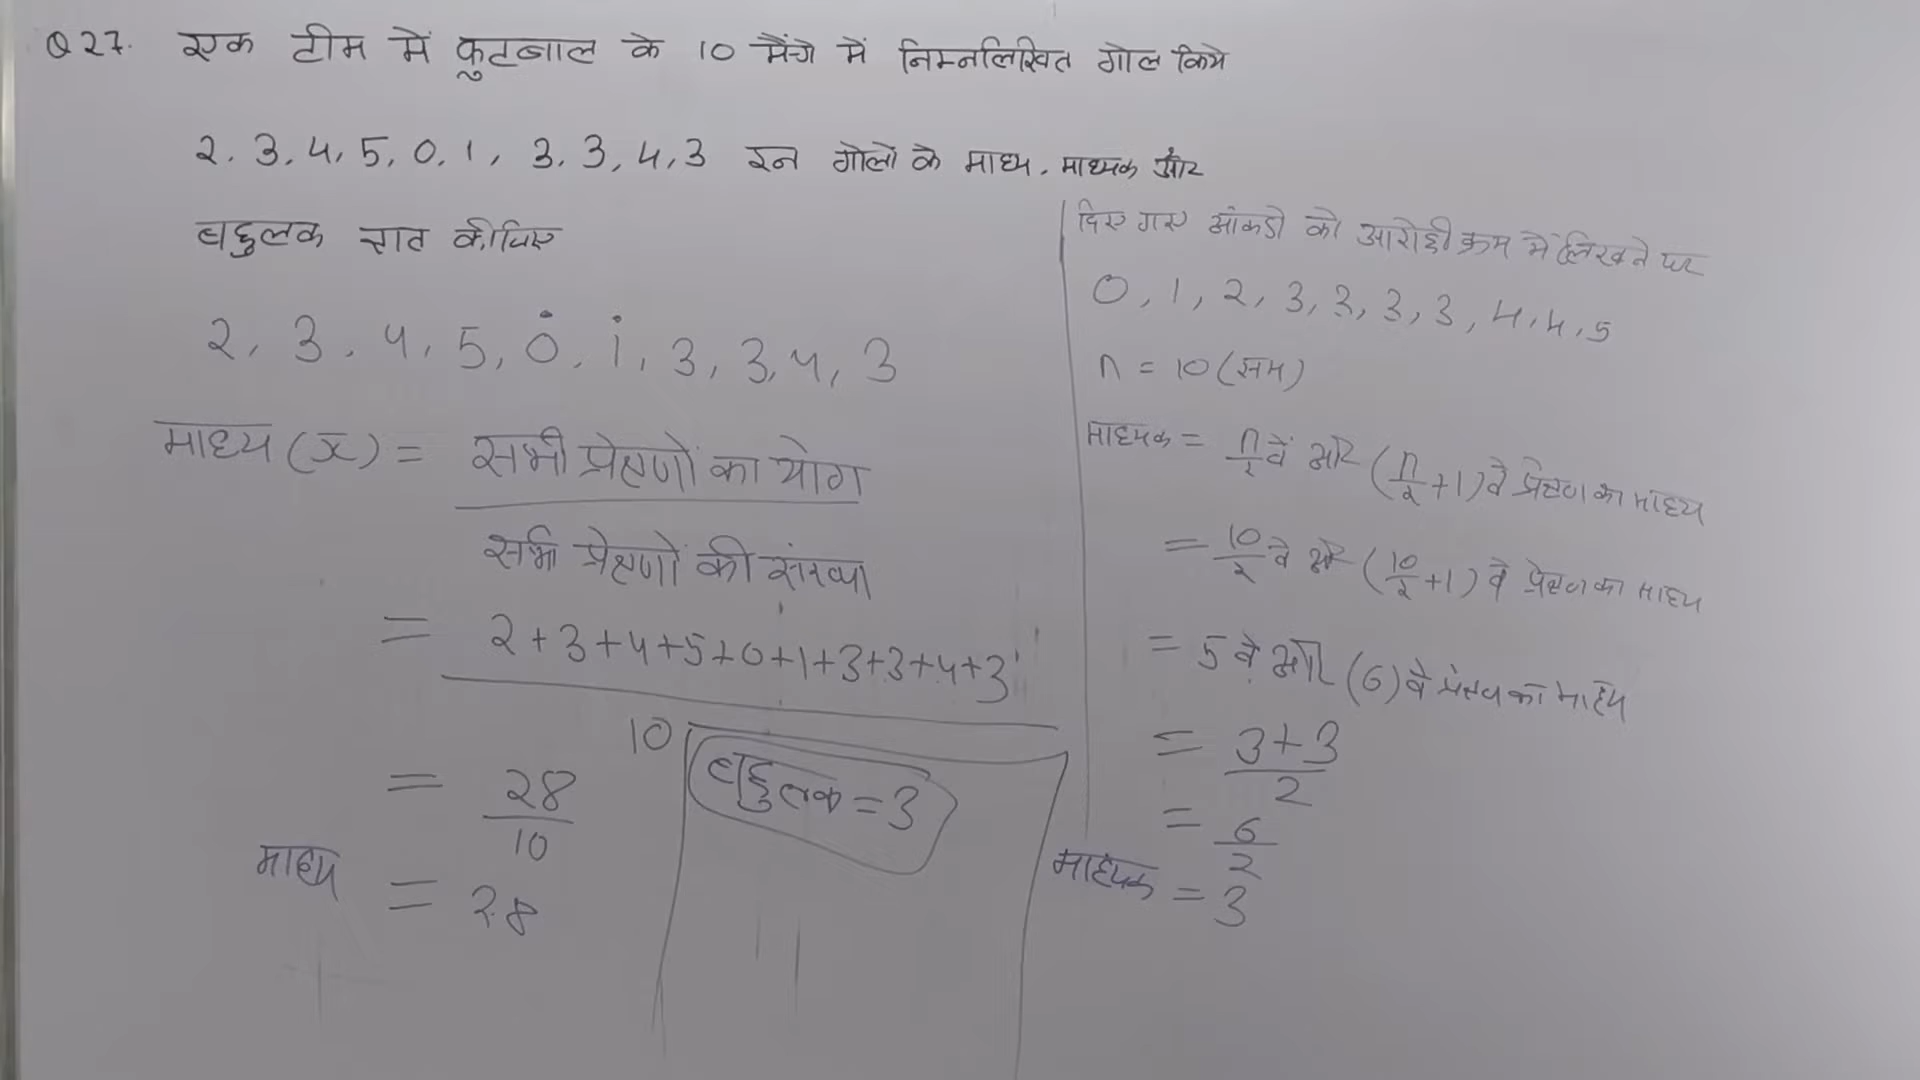 Q 27. एक टीम में फुटबाल के 10 मैंचो में निम्नलिखित गोल किये
2, 3, 4, 5, 0, 1, 3, 3, 4, 3 इन गोलों के माध्य, माध्यक और
बहुलक ज्ञात कीजिए
2, 3, 4, 5, 0, 1, 3, 3, 4, 3
माध्य (x̄) = सभी प्रेक्षणों का योग
सभी प्रेक्षणों की संख्या
= 2+3+4+5+0+1+3+3+4+3
10
= 28
10
माध्य = 2.8
बहुलक = 3
दिए गए आंकडो को आरोही क्रम में लिखने पर
0, 1, 2, 3, 3, 3, 3, 4, 4, 5
n = 10 (सम)
माध्यक = n/2 वें और (n/2 + 1) वे प्रेक्षण का माध्य
= 10/2 वे और (10/2 + 1) वे प्रेक्षण का माध्य
= 5 वे और (6) वे प्रेक्षण का माध्य
= 3+3
2
= 6
2
माध्यक = 3